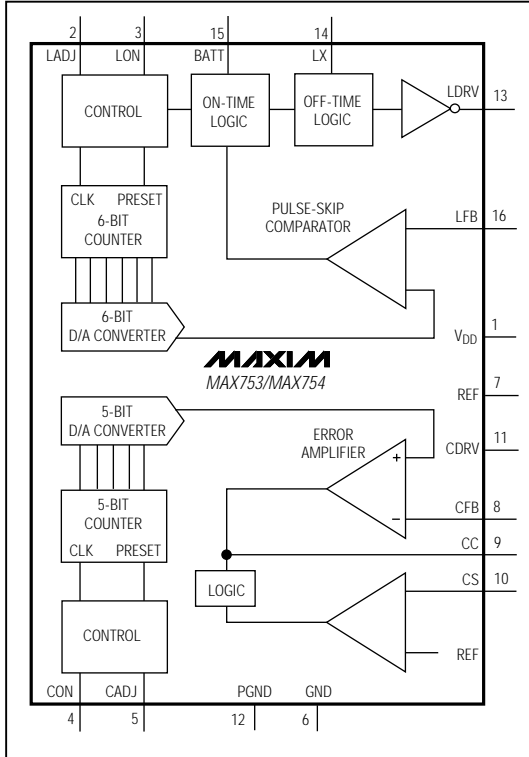 2 3 15 14
LADJ LON BATT LX
LDRV 13
CONTROL
ON-TIME
LOGIC
OFF-TIME
LOGIC
CLK PRESET
6-BIT
COUNTER
PULSE-SKIP
COMPARATOR
LFB 16
6-BIT
D/A CONVERTER
VDD 1
MAXIM
MAX753/MAX754
REF 7
5-BIT
D/A CONVERTER
ERROR
AMPLIFIER
+
CDRV 11
5-BIT
COUNTER
CLK PRESET
−
CFB 8
CC 9
LOGIC
CS 10
CONTROL
REF
CON CADJ PGND GND
4 5 12 6